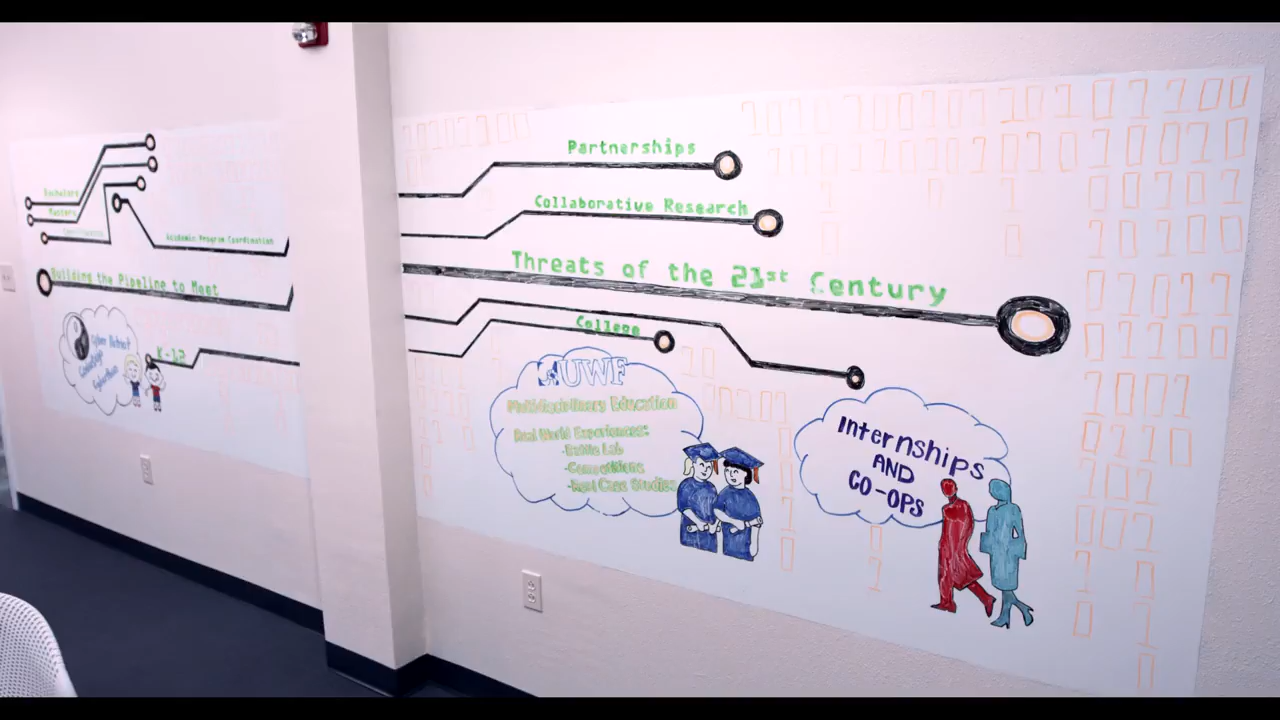 Bachelors
Masters
Certificates
Academic Program Coordination
Building the Pipeline to Meet
K-12
Cyber
Partnerships
Collaborative Research
Threats of the 21st Century
College
UWF
Multidisciplinary Education
Real World Experiences:
-Battle Lab
-Competitions
-Real Case Studies
Internships
AND
CO-OPS